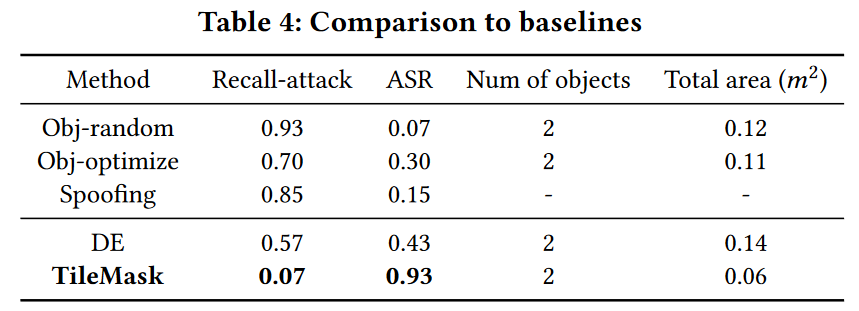 Table 4: Comparison to baselines
Method Recall-attack ASR Num of objects Total area (m²)
Obj-random 0.93 0.07 2 0.12
Obj-optimize 0.70 0.30 2 0.11
Spoofing 0.85 0.15 - -
DE 0.57 0.43 2 0.14
TileMask 0.07 0.93 2 0.06